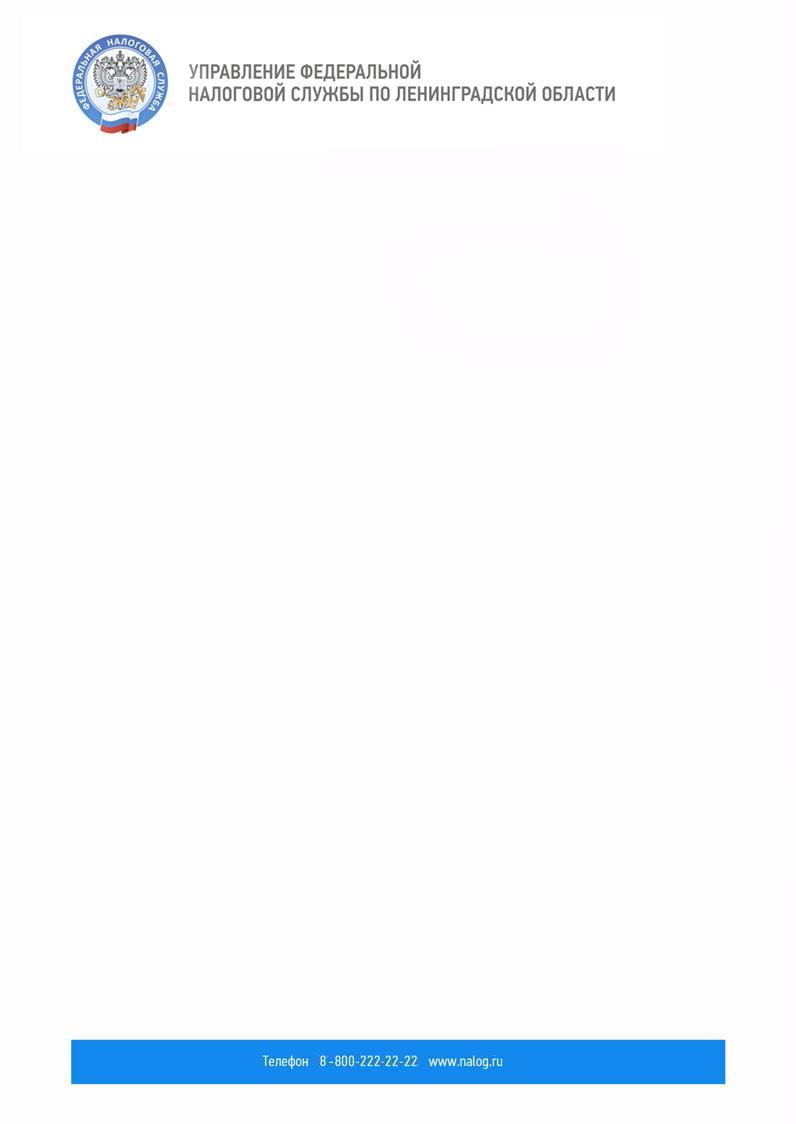 ФЕДЕРАЛЬНАЯ НАЛОГОВАЯ СЛУЖБА
УПРАВЛЕНИЕ ФЕДЕРАЛЬНОЙ
НАЛОГОВОЙ СЛУЖБЫ ПО ЛЕНИНГРАДСКОЙ ОБЛАСТИ
Телефон 8-800-222-22-22 www.nalog.ru